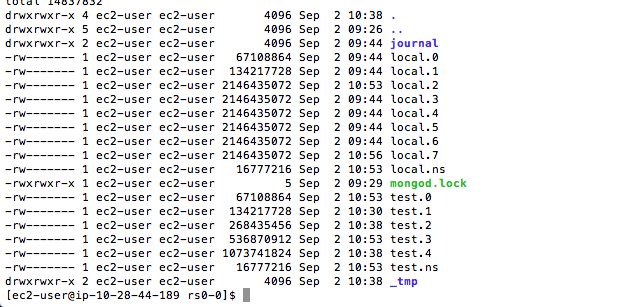 total 14837832
drwxrwxr-x 4 ec2-user ec2-user 4096 Sep 2 10:38 .
drwxrwxr-x 5 ec2-user ec2-user 4096 Sep 2 09:26 ..
drwxrwxr-x 2 ec2-user ec2-user 4096 Sep 2 09:44 journal
-rw------- 1 ec2-user ec2-user 67108864 Sep 2 10:53 local.0
-rw------- 1 ec2-user ec2-user 134217728 Sep 2 09:44 local.1
-rw------- 1 ec2-user ec2-user 2146435072 Sep 2 10:53 local.2
-rw------- 1 ec2-user ec2-user 2146435072 Sep 2 09:44 local.3
-rw------- 1 ec2-user ec2-user 2146435072 Sep 2 09:44 local.4
-rw------- 1 ec2-user ec2-user 2146435072 Sep 2 09:44 local.5
-rw------- 1 ec2-user ec2-user 2146435072 Sep 2 09:44 local.6
-rw------- 1 ec2-user ec2-user 2146435072 Sep 2 10:56 local.7
-rw------- 1 ec2-user ec2-user 16777216 Sep 2 10:53 local.ns
-rwxrwxr-x 1 ec2-user ec2-user 5 Sep 2 09:29 mongod.lock
-rw------- 1 ec2-user ec2-user 67108864 Sep 2 10:53 test.0
-rw------- 1 ec2-user ec2-user 134217728 Sep 2 10:30 test.1
-rw------- 1 ec2-user ec2-user 268435456 Sep 2 10:38 test.2
-rw------- 1 ec2-user ec2-user 536870912 Sep 2 10:53 test.3
-rw------- 1 ec2-user ec2-user 1073741824 Sep 2 10:38 test.4
-rw------- 1 ec2-user ec2-user 16777216 Sep 2 10:53 test.ns
drwxrwxr-x 2 ec2-user ec2-user 4096 Sep 2 10:38 _tmp
[ec2-user@ip-10-28-44-189 rs0-0]$